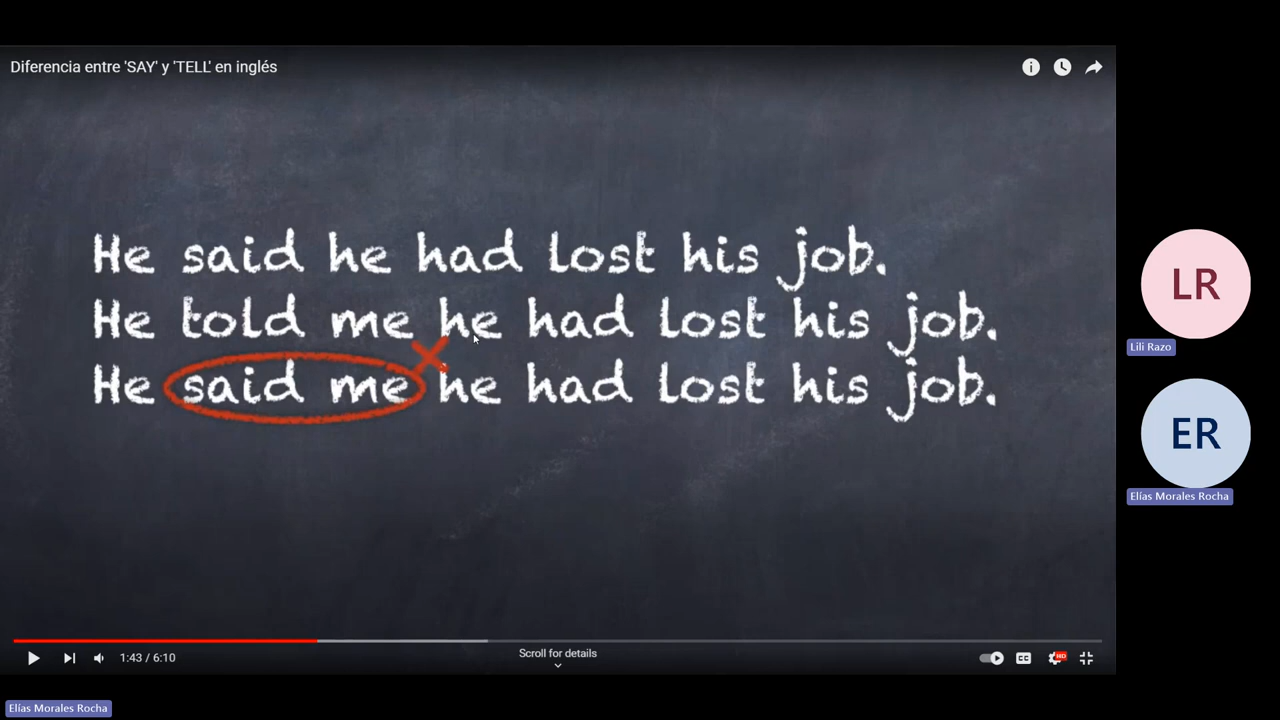 Diferencia entre 'SAY' y 'TELL' en inglés
He said he had lost his job.
He told me he had lost his job.
He said me he had lost his job.
LR
Lili Razo
ER
Elías Morales Rocha
1:43 / 6:10
Scroll for details
CC
HD
Elías Morales Rocha